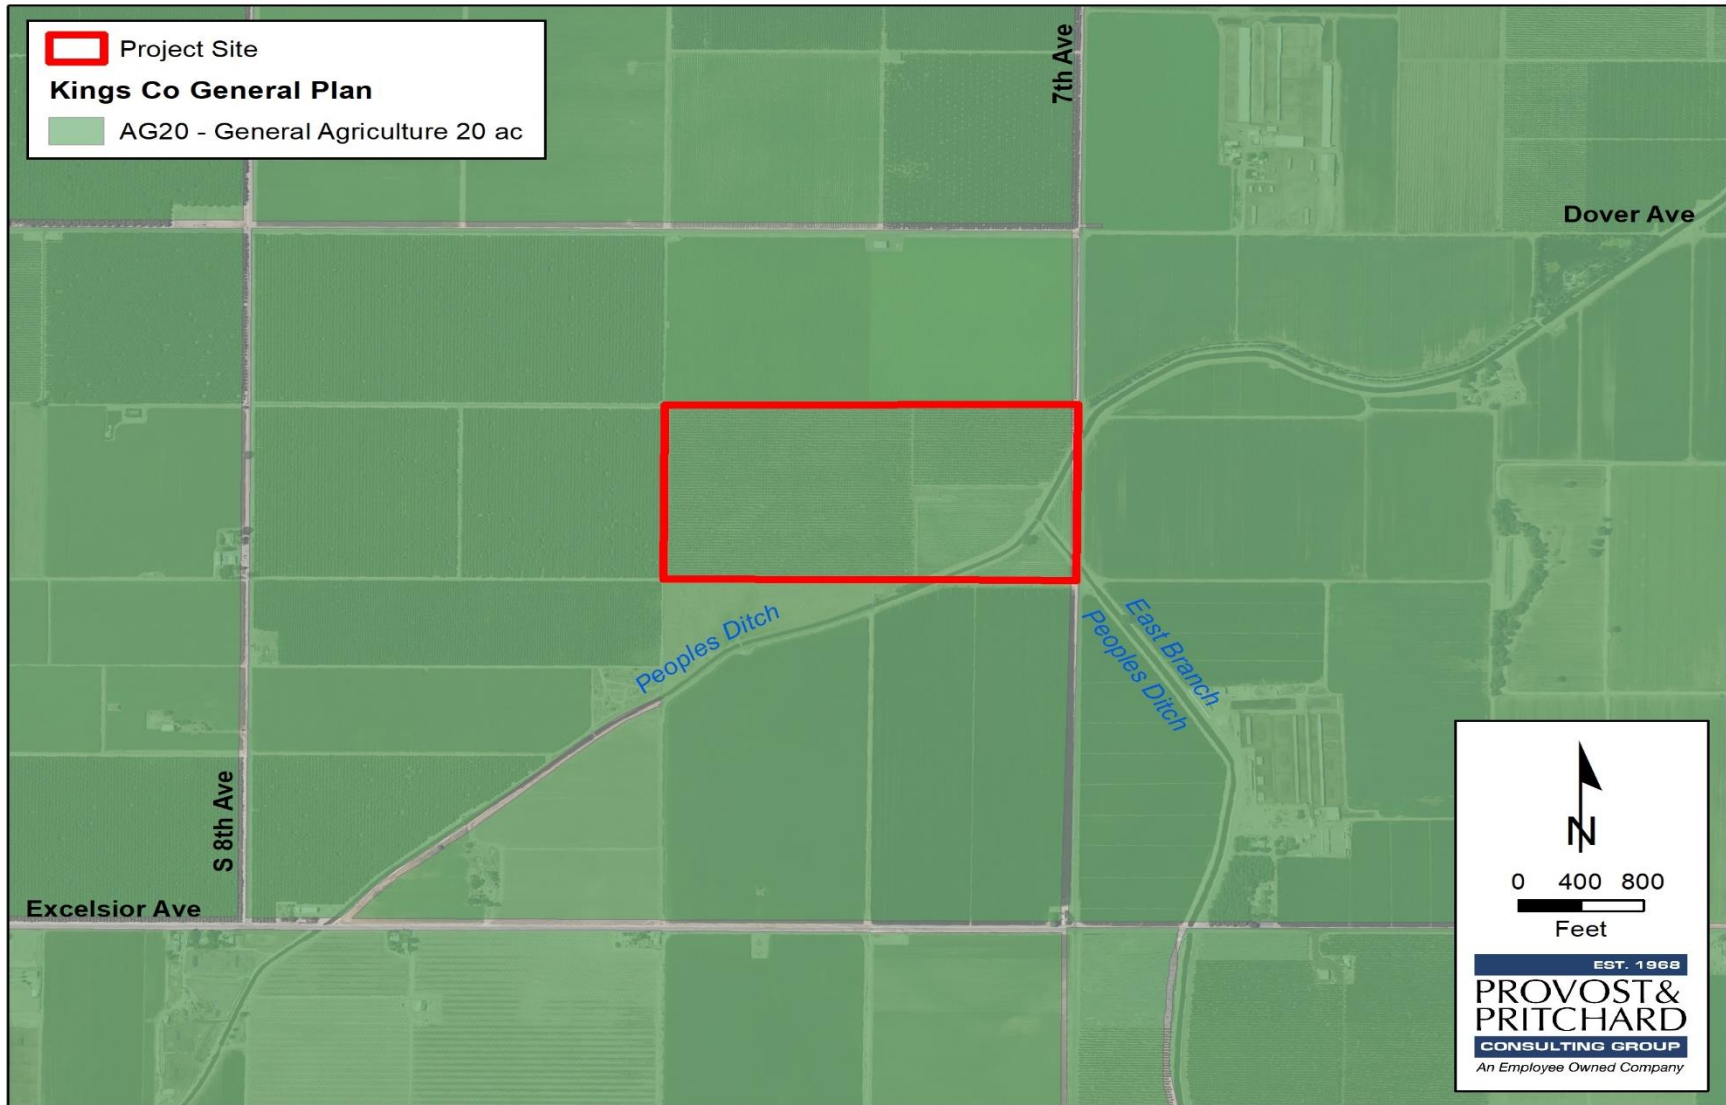 Project Site
Kings Co General Plan
AG20 - General Agriculture 20 ac
7th Ave
Dover Ave
Peoples Ditch
East Branch
Peoples Ditch
S 8th Ave
Excelsior Ave
N
0 400 800
Feet
EST. 1968
PROVOST&
PRITCHARD
CONSULTING GROUP
An Employee Owned Company